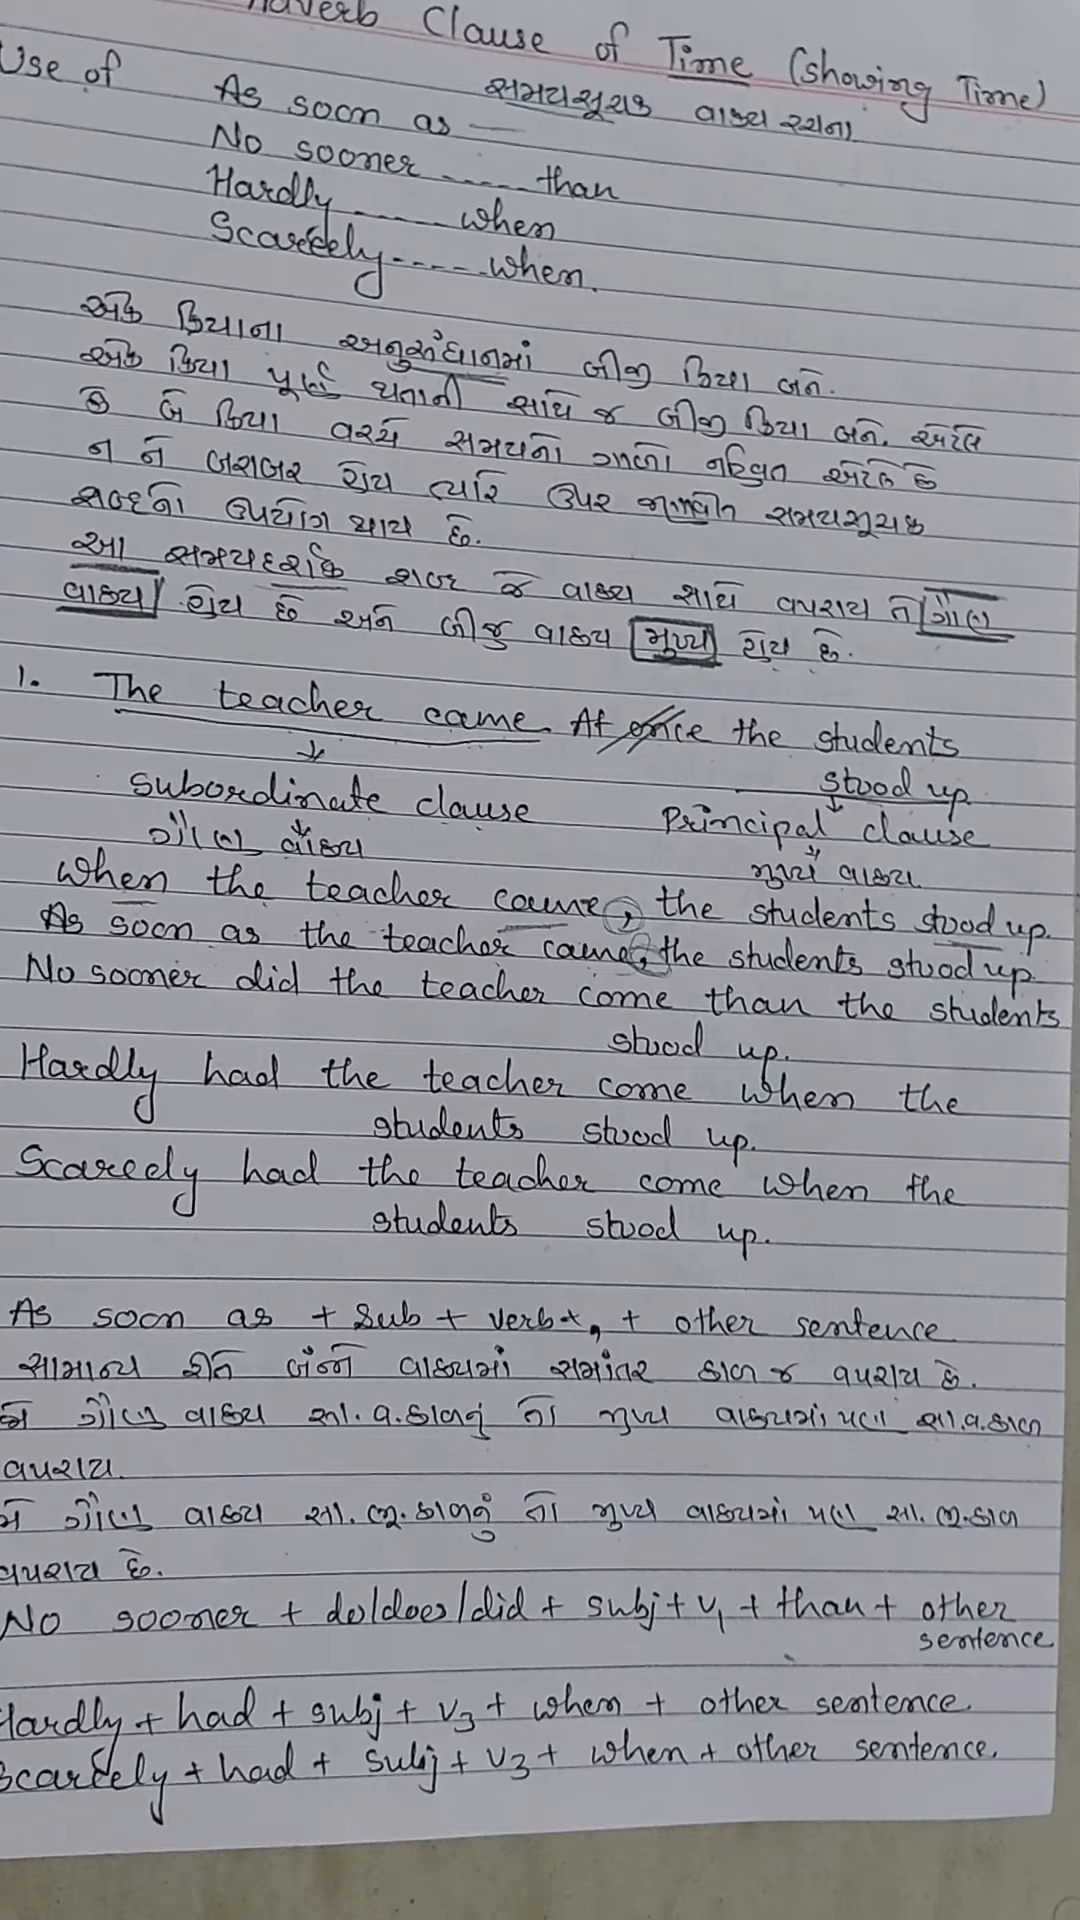 Adverb Clause of Time (showing Time)
સમયસૂચક વાક્ય રચના
Use of As soon as —
No sooner ..... than
Hardly ..... when
Scarcely ..... when.
એક ક્રિયાના અનુસંધાનમાં બીજી ક્રિયા બને.
એક ક્રિયા પૂર્ણ થતાની સાથે જ બીજી ક્રિયા બને. એટલે
કે બે ક્રિયા વચ્ચે સમયનો ગાળો નહિવત એટલે કે
ન ને બરાબર હોય ત્યારે ઉપર સમયસૂચક
શબ્દનો ઉપયોગ થાય છે.
આ સમયદર્શક શબ્દ જે વાક્ય સાથે વપરાય તે ગૌણ
વાક્ય હોય છે અને બીજુ વાક્ય મુખ્ય હોય છે.
1. The teacher came. At once the students
stood up
subordinate clause Principal clause
ગૌણ વાક્ય મુખ્ય વાક્ય
When the teacher came, the students stood up.
As soon as the teacher came, the students stood up
No sooner did the teacher come than the students
stood up.
Hardly had the teacher come when the
students stood up.
Scarcely had the teacher come when the
students stood up.
As soon as + Sub + verb+, + other sentence
સામાન્ય રીતે બંને વાક્યમાં સમાંતર કાળ જ વપરાય છે.
જો ગૌણ વાક્ય સા. વ. કાળનું તો મુખ્ય વાક્યમાં પણ સા.વ.કાળ
વપરાય.
જો ગૌણ વાક્ય સા. ભૂ. કાળનું તો મુખ્ય વાક્યમાં પણ સા. ભૂ.કાળ
વપરાય છે.
No sooner + do/does/did + subj + v1 + than + other
sentence
Hardly + had + subj + v3 + when + other sentence.
Scarcely + had + subj + v3 + when + other sentence.